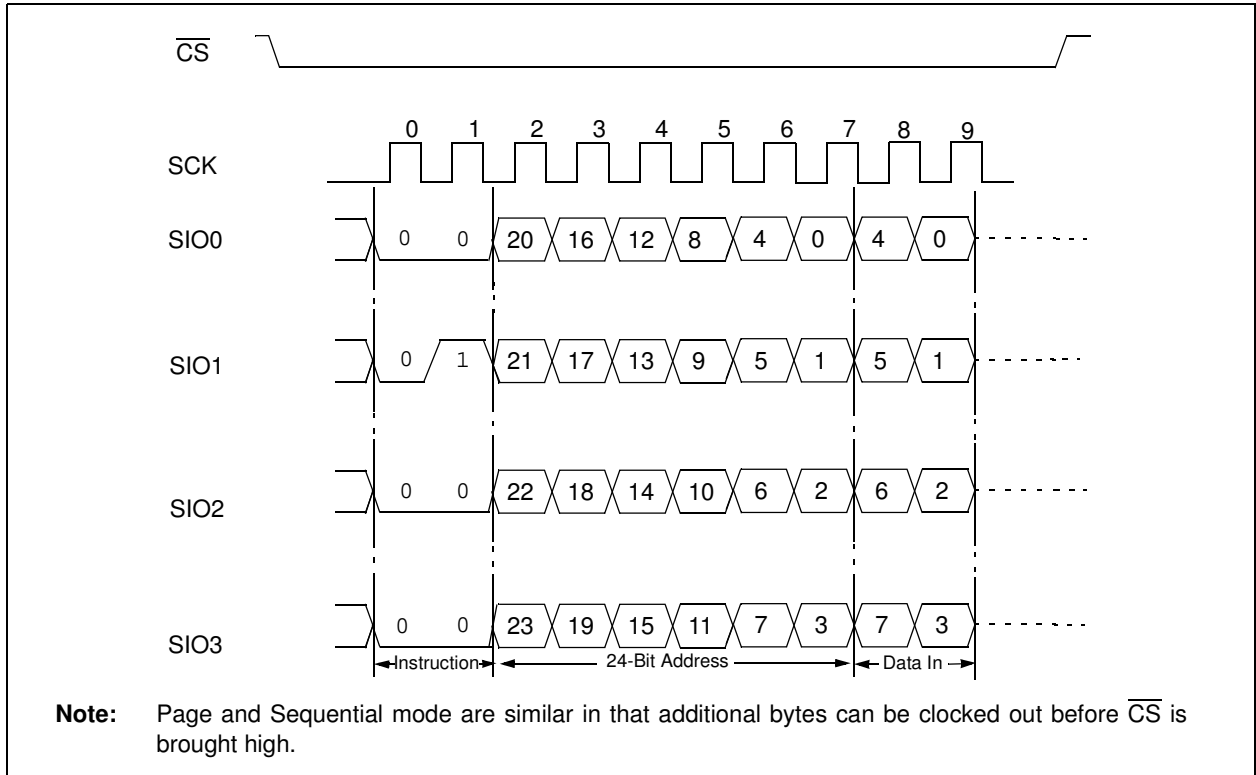 CS
0 1 2 3 4 5 6 7 8 9
SCK
SIO0 0 0 20 16 12 8 4 0 4 0
SIO1 0 1 21 17 13 9 5 1 5 1
SIO2 0 0 22 18 14 10 6 2 6 2
SIO3 0 0 23 19 15 11 7 3 7 3
Instruction 24-Bit Address Data In
Note: Page and Sequential mode are similar in that additional bytes can be clocked out before CS is
brought high.